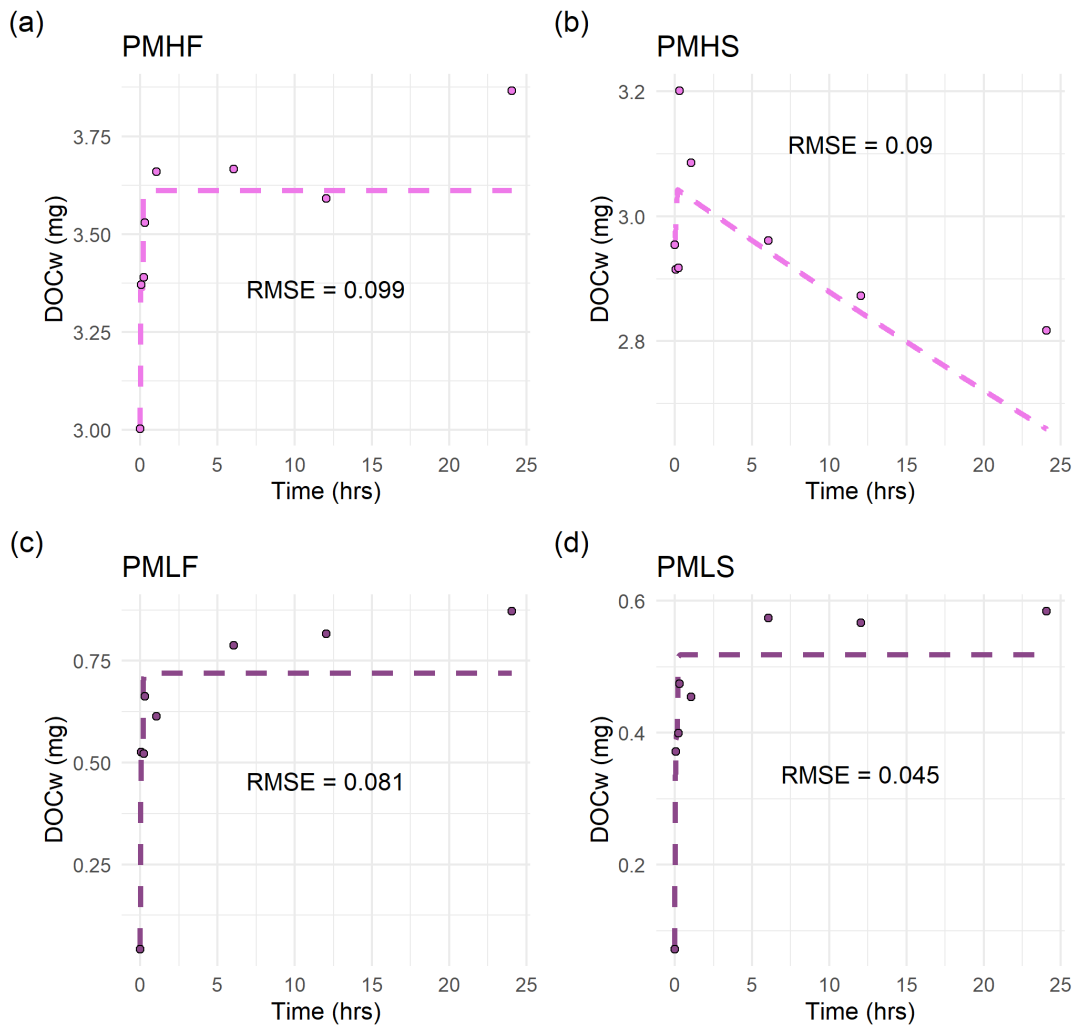 (a)
PMHF
DOCw (mg)
3.75
3.50
3.25
3.00
RMSE = 0.099
0 5 10 15 20 25
Time (hrs)
(b)
PMHS
DOCw (mg)
3.2
3.0
2.8
RMSE = 0.09
0 5 10 15 20 25
Time (hrs)
(c)
PMLF
DOCw (mg)
0.75
0.50
0.25
RMSE = 0.081
0 5 10 15 20 25
Time (hrs)
(d)
PMLS
DOCw (mg)
0.6
0.4
0.2
RMSE = 0.045
0 5 10 15 20 25
Time (hrs)